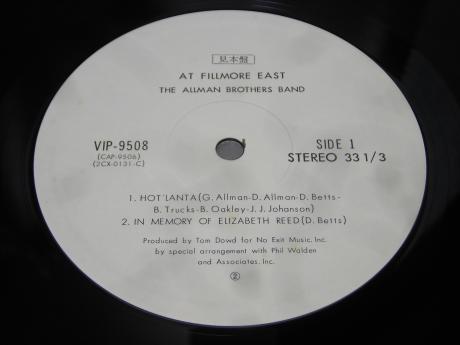 見本盤
AT FILLMORE EAST
THE ALLMAN BROTHERS BAND
VIP-9508
(CAP-9506)
(2CX-0131-C)
SIDE 1
STEREO 33 1/3
1. HOT 'LANTA(G. Allman-D. Allman-D. Betts-
B. Trucks-B. Oakley-J. J. Johanson)
2. IN MEMORY OF ELIZABETH REED(D. Betts)
Produced by Tom Dowd for No Exit Music, Inc.
by special arrangement with Phil Walden
and Associates, Inc.
②